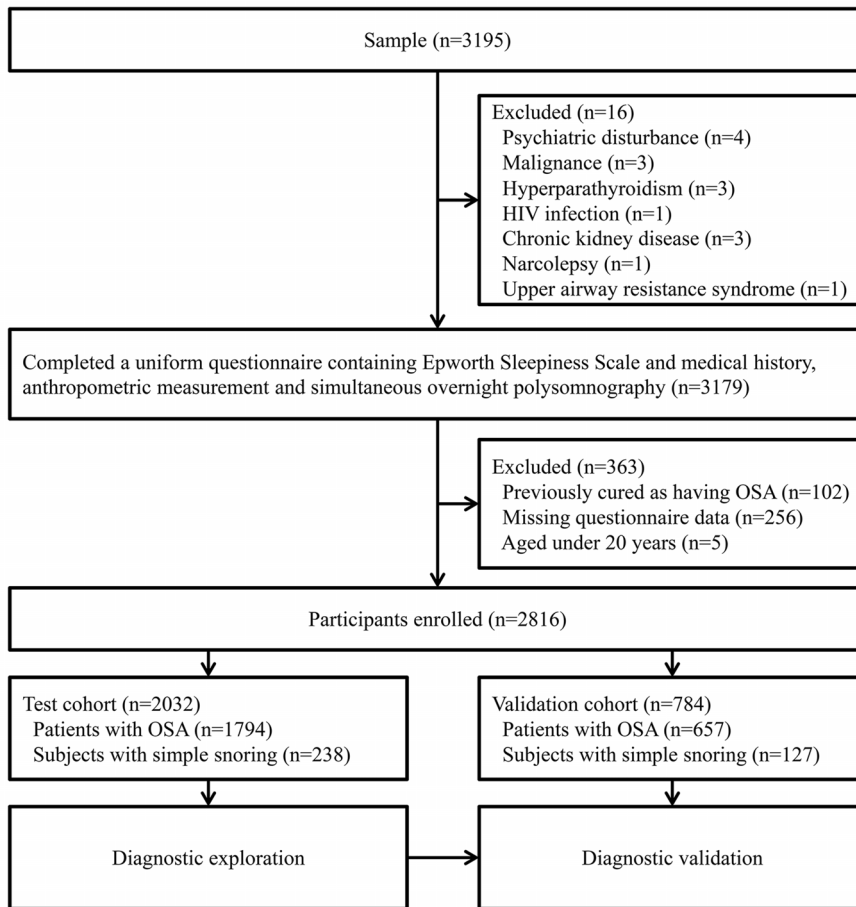 Sample (n=3195)
Excluded (n=16)
Psychiatric disturbance (n=4)
Malignance (n=3)
Hyperparathyroidism (n=3)
HIV infection (n=1)
Chronic kidney disease (n=3)
Narcolepsy (n=1)
Upper airway resistance syndrome (n=1)
Completed a uniform questionnaire containing Epworth Sleepiness Scale and medical history,
anthropometric measurement and simultaneous overnight polysomnography (n=3179)
Excluded (n=363)
Previously cured as having OSA (n=102)
Missing questionnaire data (n=256)
Aged under 20 years (n=5)
Participants enrolled (n=2816)
Test cohort (n=2032)
Patients with OSA (n=1794)
Subjects with simple snoring (n=238)
Validation cohort (n=784)
Patients with OSA (n=657)
Subjects with simple snoring (n=127)
Diagnostic exploration
Diagnostic validation